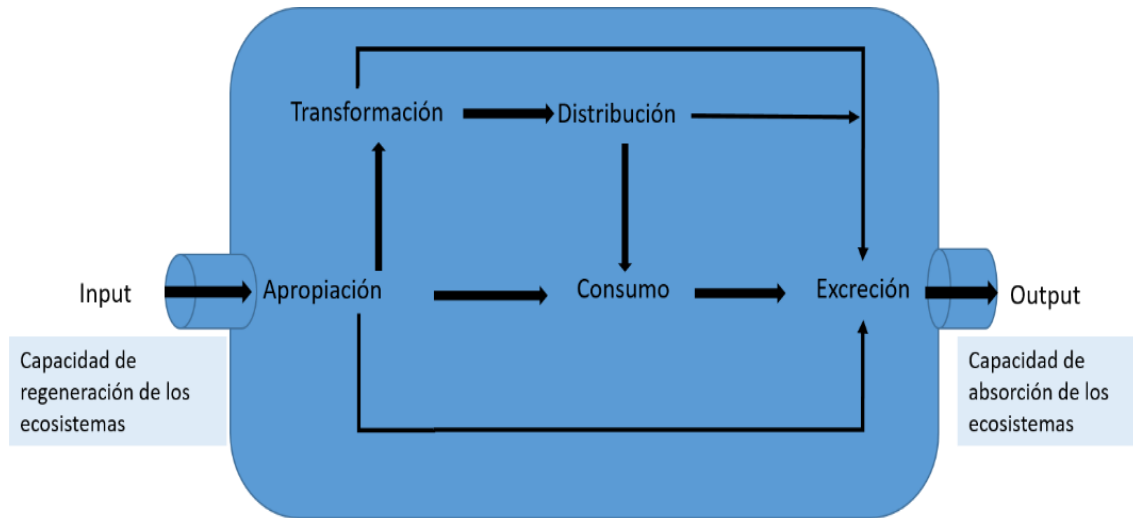 Transformación
Distribución
Input
Apropiación
Consumo
Excreción
Output
Capacidad de
regeneración de los
ecosistemas
Capacidad de
absorción de los
ecosistemas